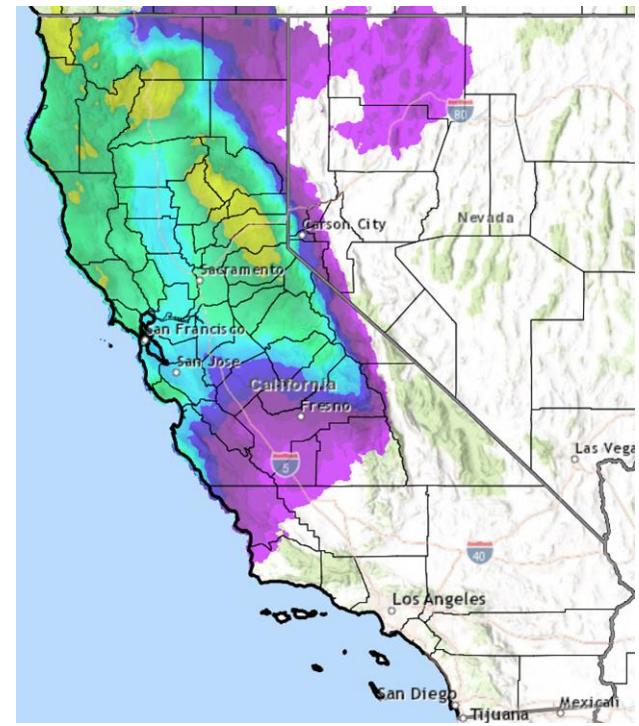 80
Nevada
Carson City
Sacramento
San Francisco
San Jose
California
Fresno
5
Las Vega
40
Los Angeles
San Diego
Tijuana
Mexicali